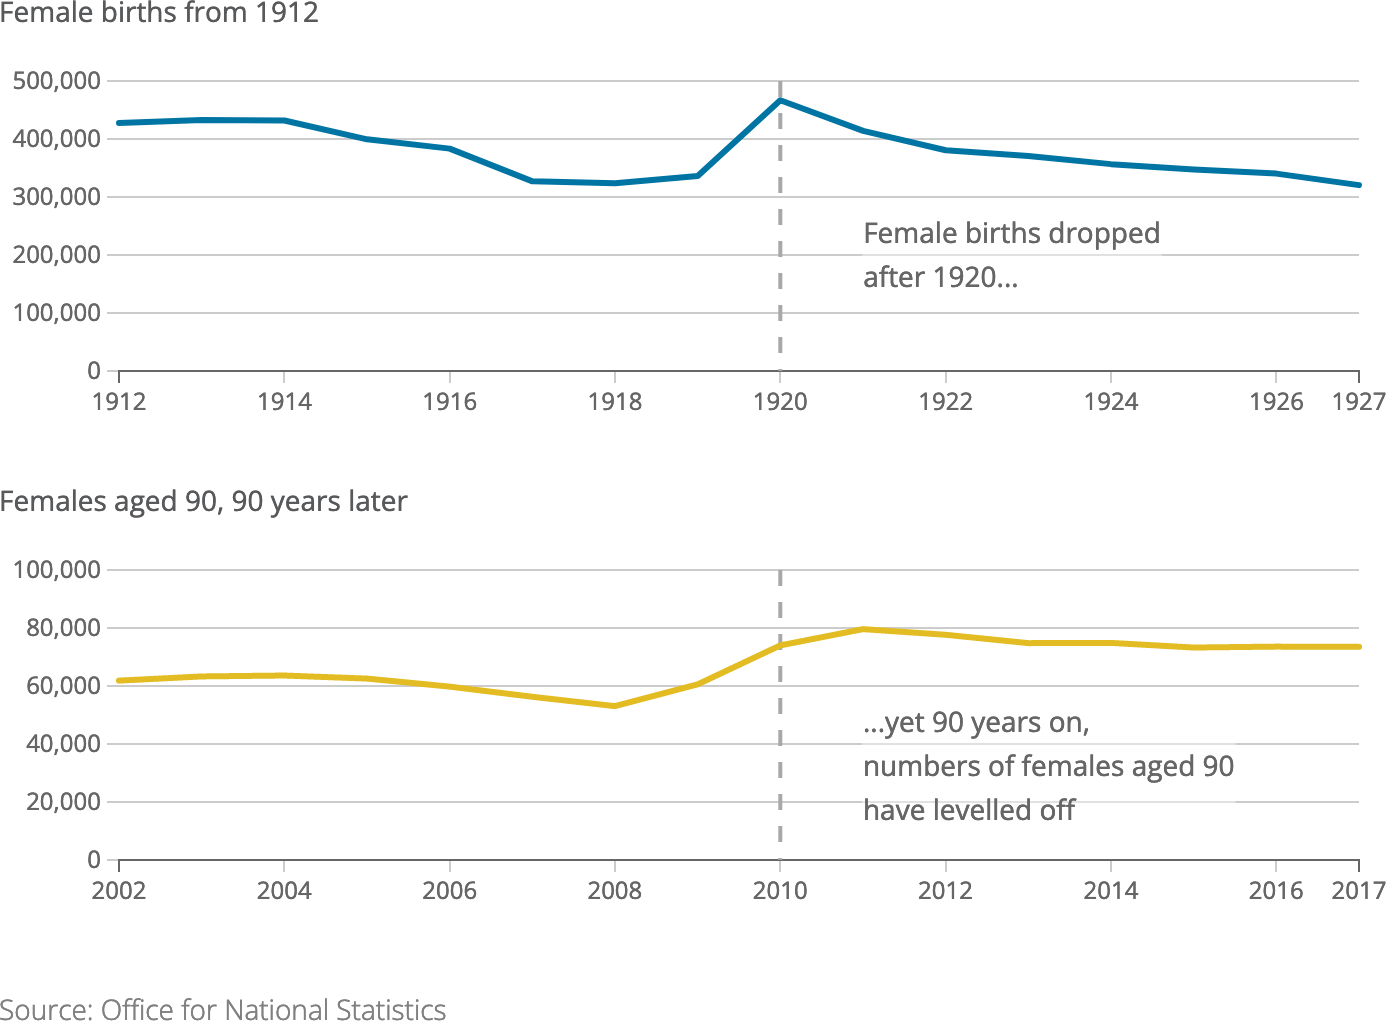 Female births from 1912
500,000
400,000
300,000
200,000
100,000
0
Female births dropped
after 1920...
1912 1914 1916 1918 1920 1922 1924 1926 1927
Females aged 90, 90 years later
100,000
80,000
60,000
40,000
20,000
0
...yet 90 years on,
numbers of females aged 90
have levelled off
2002 2004 2006 2008 2010 2012 2014 2016 2017
Source: Office for National Statistics